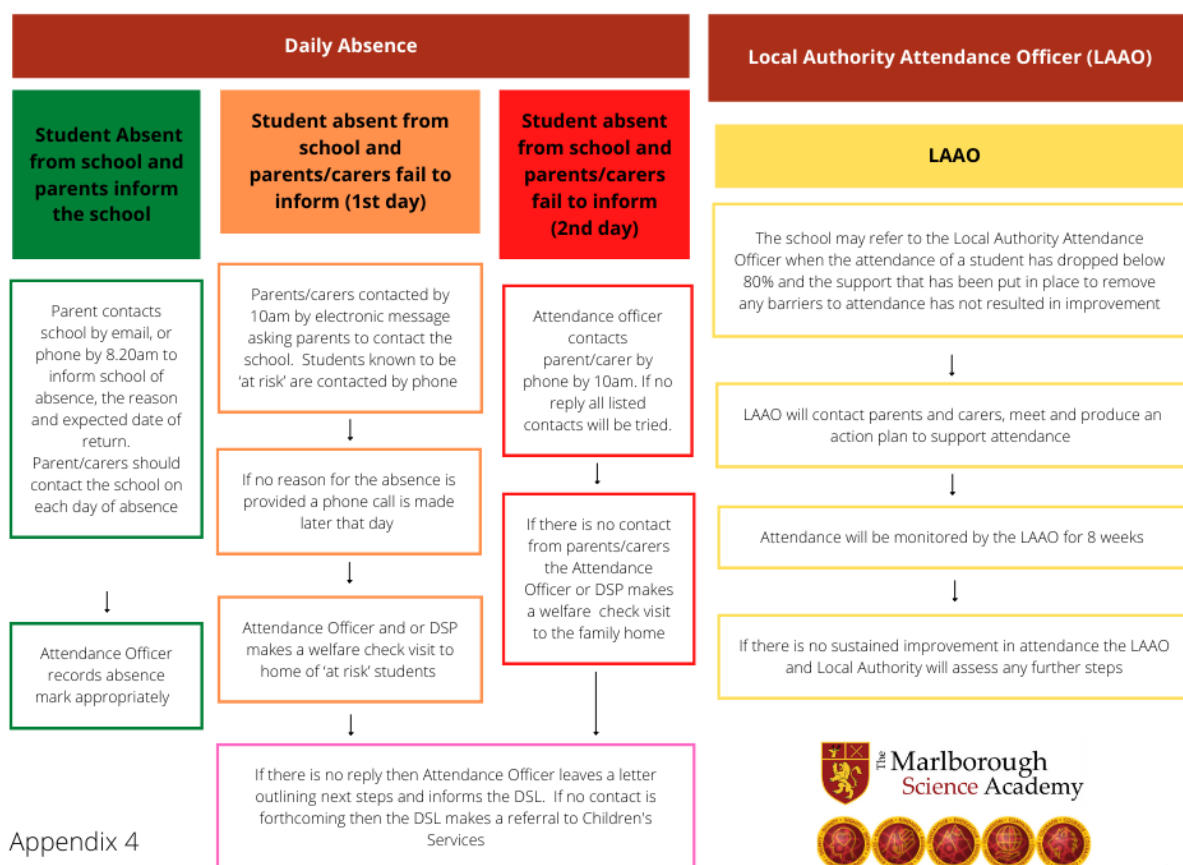 Daily Absence
Student Absent
from school and
parents inform
the school
Parent contacts
school by email, or
phone by 8.20am to
inform school of
absence, the reason
and expected date of
return.
Parent/carers should
contact the school on
each day of absence
Attendance Officer
records absence
mark appropriately
Student absent from
school and
parents/carers fail to
inform (1st day)
Parents/carers contacted by
10am by electronic message
asking parents to contact the
school. Students known to be
‘at risk’ are contacted by phone
If no reason for the absence is
provided a phone call is made
later that day
Attendance Officer and or DSP
makes a welfare check visit to
home of ‘at risk’ students
Student absent
from school and
parents/carers
fail to inform
(2nd day)
Attendance officer
contacts
parent/carer by
phone by 10am. If no
reply all listed
contacts will be tried.
If there is no contact
from parents/carers
the Attendance
Officer or DSP makes
a welfare check visit
to the family home
If there is no reply then Attendance Officer leaves a letter
outlining next steps and informs the DSL. If no contact is
forthcoming then the DSL makes a referral to Children's
Services
Local Authority Attendance Officer (LAAO)
LAAO
The school may refer to the Local Authority Attendance
Officer when the attendance of a student has dropped below
80% and the support that has been put in place to remove
any barriers to attendance has not resulted in improvement
LAAO will contact parents and carers, meet and produce an
action plan to support attendance
Attendance will be monitored by the LAAO for 8 weeks
If there is no sustained improvement in attendance the LAAO
and Local Authority will assess any further steps
The Marlborough
Science Academy
Appendix 4